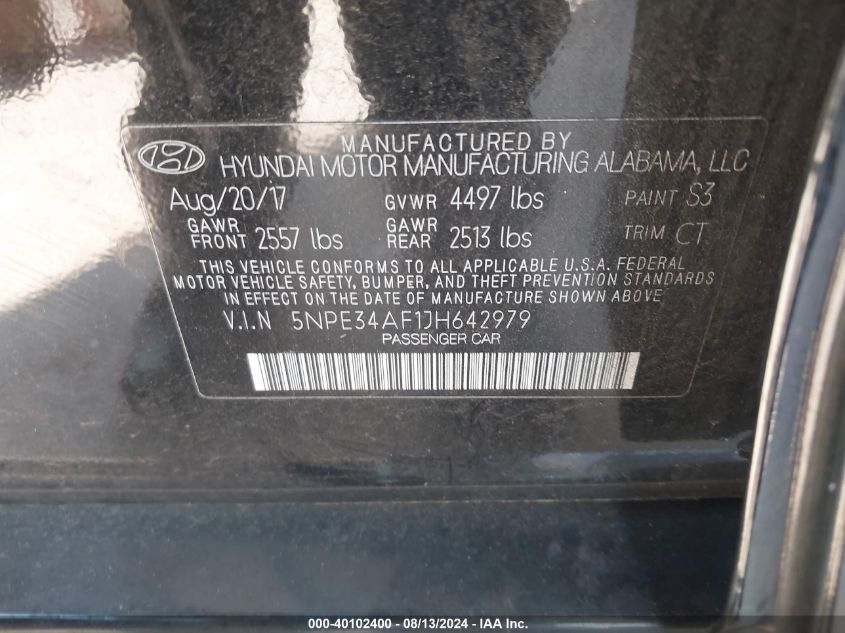 MANUFACTURED BY
HYUNDAI MOTOR MANUFACTURING ALABAMA, LLC
Aug/20/17 GVWR 4497 lbs PAINT S3
GAWR FRONT 2557 lbs GAWR REAR 2513 lbs TRIM CT
THIS VEHICLE CONFORMS TO ALL APPLICABLE U.S.A. FEDERAL
MOTOR VEHICLE SAFETY, BUMPER, AND THEFT PREVENTION STANDARDS
IN EFFECT ON THE DATE OF MANUFACTURE SHOWN ABOVE
V.I.N 5NPE34AF1JH642979
PASSENGER CAR
000-40102400 - 08/13/2024 - IAA Inc.